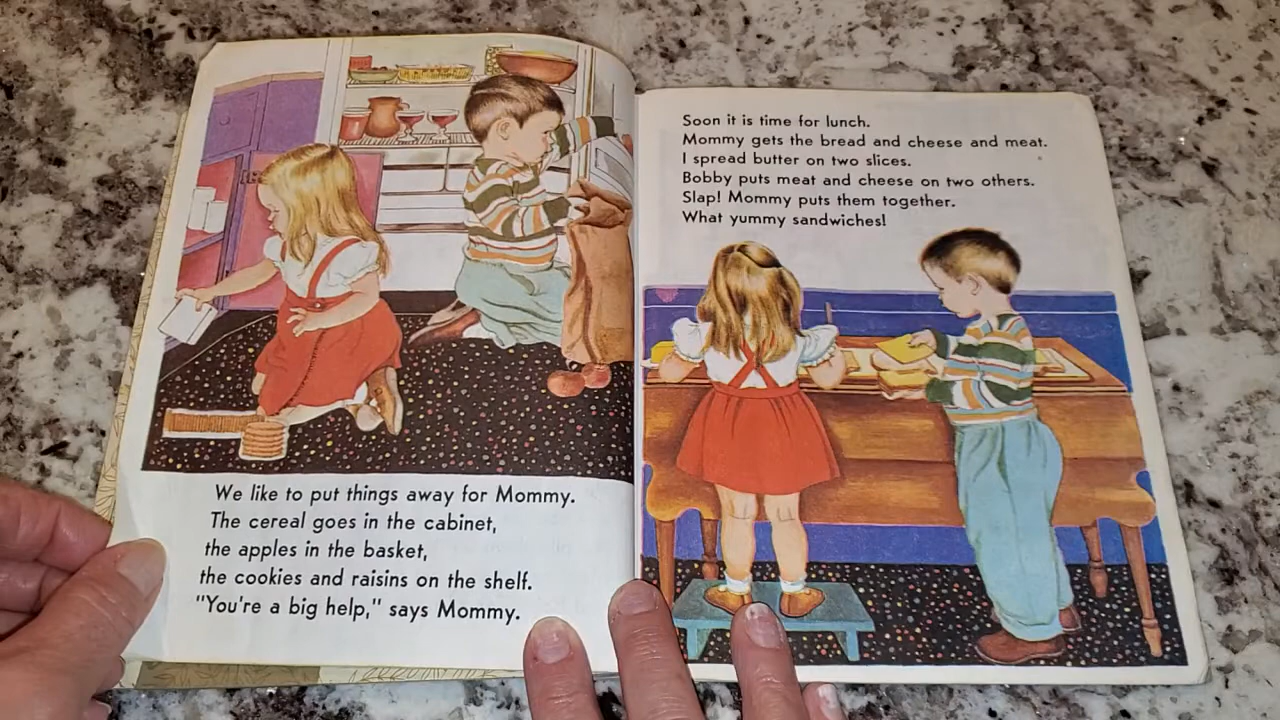 We like to put things away for Mommy.
The cereal goes in the cabinet,
the apples in the basket,
the cookies and raisins on the shelf.
"You're a big help," says Mommy.
Soon it is time for lunch.
Mommy gets the bread and cheese and meat.
I spread butter on two slices.
Bobby puts meat and cheese on two others.
Slap! Mommy puts them together.
What yummy sandwiches!